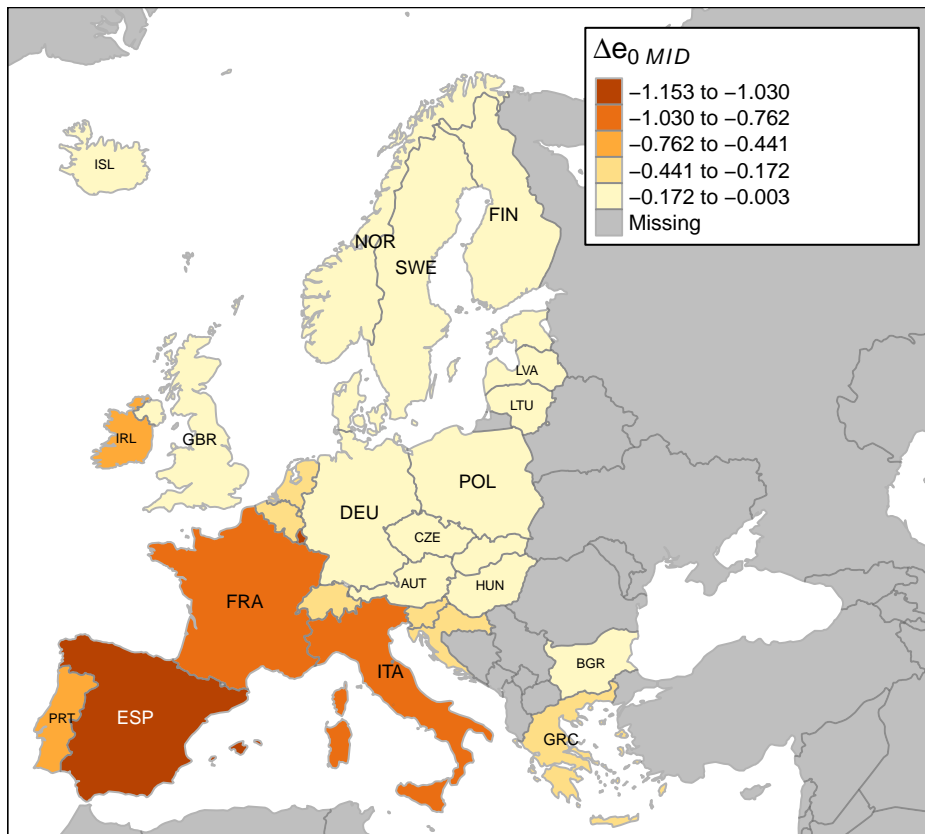 Δe0 MID
−1.153 to −1.030
−1.030 to −0.762
−0.762 to −0.441
−0.441 to −0.172
−0.172 to −0.003
Missing
ISL
FIN
NOR
SWE
LVA
LTU
IRL
GBR
POL
DEU
CZE
AUT
HUN
FRA
ITA
BGR
PRT
ESP
GRC